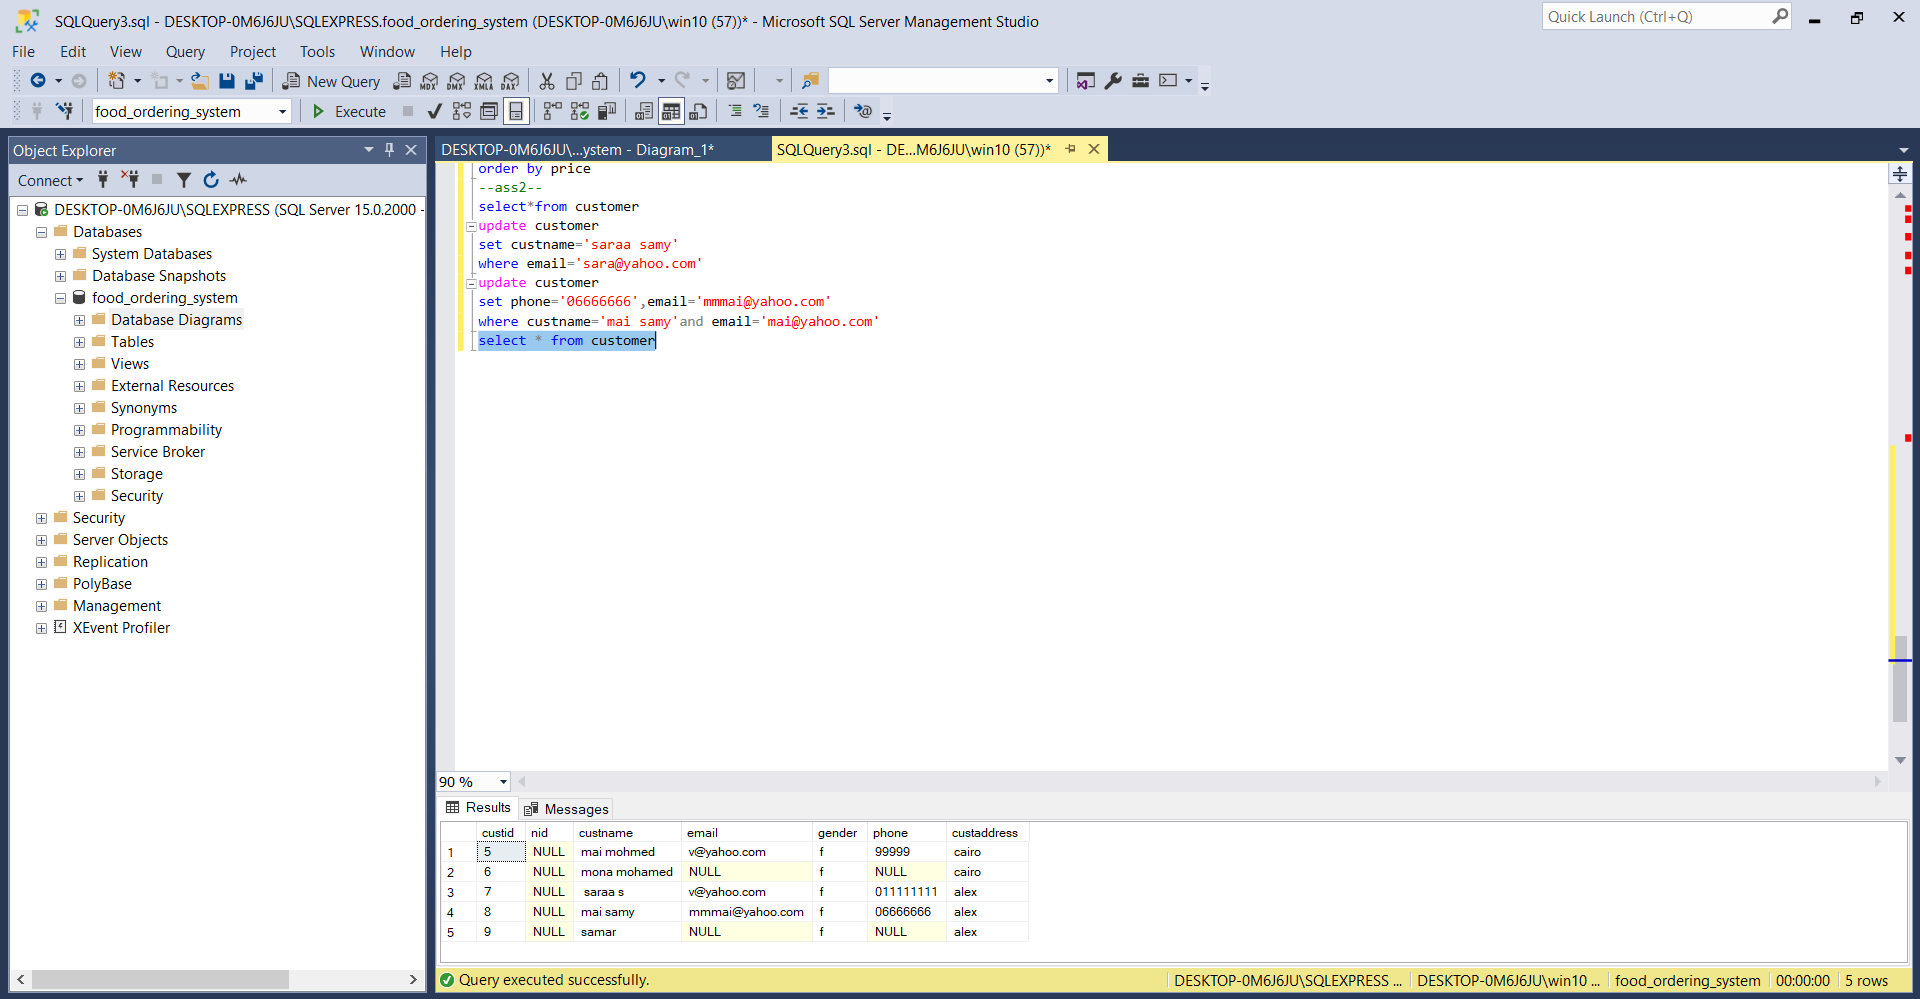 SQLQuery3.sql - DESKTOP-0M6J6JU\SQLEXPRESS.food_ordering_system (DESKTOP-0M6J6JU\win10 (57))* - Microsoft SQL Server Management Studio
Quick Launch (Ctrl+Q)
File Edit View Query Project Tools Window Help
New Query MDX DMX XMLA DAX
food_ordering_system Execute
Object Explorer
Connect
DESKTOP-0M6J6JU\SQLEXPRESS (SQL Server 15.0.2000 -
Databases
System Databases
Database Snapshots
food_ordering_system
Database Diagrams
Tables
Views
External Resources
Synonyms
Programmability
Service Broker
Storage
Security
Security
Server Objects
Replication
PolyBase
Management
XEvent Profiler
DESKTOP-0M6J6JU\...ystem - Diagram_1* SQLQuery3.sql - DE...M6J6JU\win10 (57))*
order by price
--ass2--
select*from customer
update customer
set custname='saraa samy'
where email='sara@yahoo.com'
update customer
set phone='06666666',email='mmmai@yahoo.com'
where custname='mai samy'and email='mai@yahoo.com'
select * from customer
90 %
Results Messages
custid nid custname email gender phone custaddress
1 5 NULL mai mohmed v@yahoo.com f 99999 cairo
2 6 NULL mona mohamed NULL f NULL cairo
3 7 NULL saraa s v@yahoo.com f 011111111 alex
4 8 NULL mai samy mmmai@yahoo.com f 06666666 alex
5 9 NULL samar NULL f NULL alex
Query executed successfully. DESKTOP-0M6J6JU\SQLEXPRESS ... DESKTOP-0M6J6JU\win10 ... food_ordering_system 00:00:00 5 rows